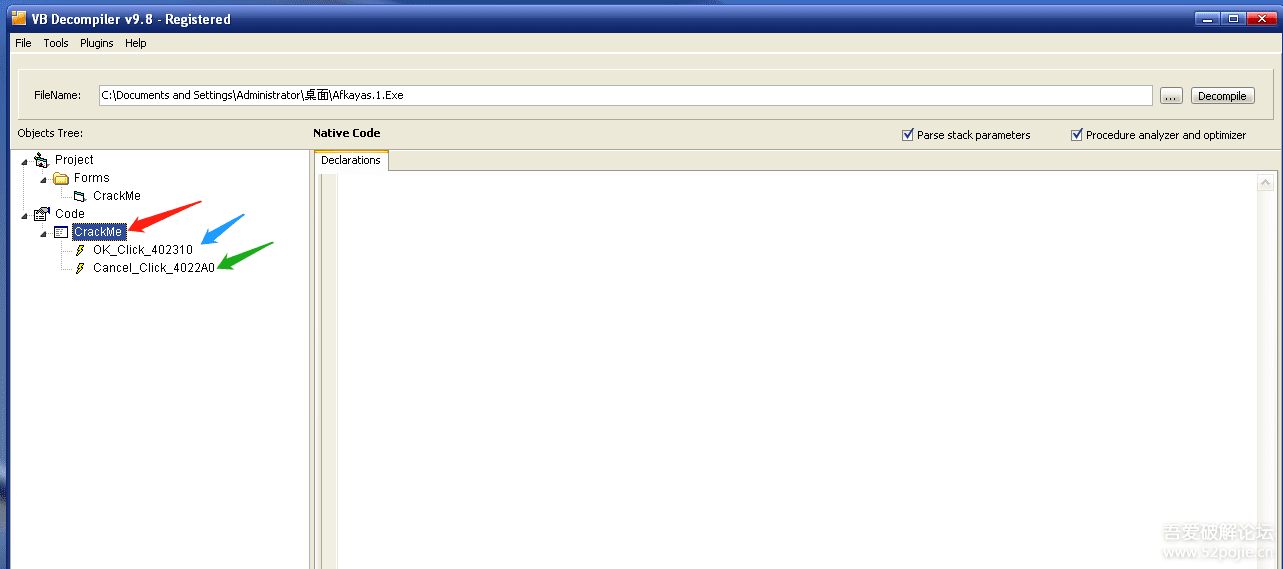 VB Decompiler v9.8 - Registered
File Tools Plugins Help
FileName: C:\Documents and Settings\Administrator\桌面\Afkayas.1.Exe ... Decompile
Objects Tree: Native Code Parse stack parameters Procedure analyzer and optimizer
Project
Declarations
Forms
CrackMe
Code
CrackMe
OK_Click_402310
Cancel_Click_4022A0
吾爱破解论坛
www.52pojie.cn